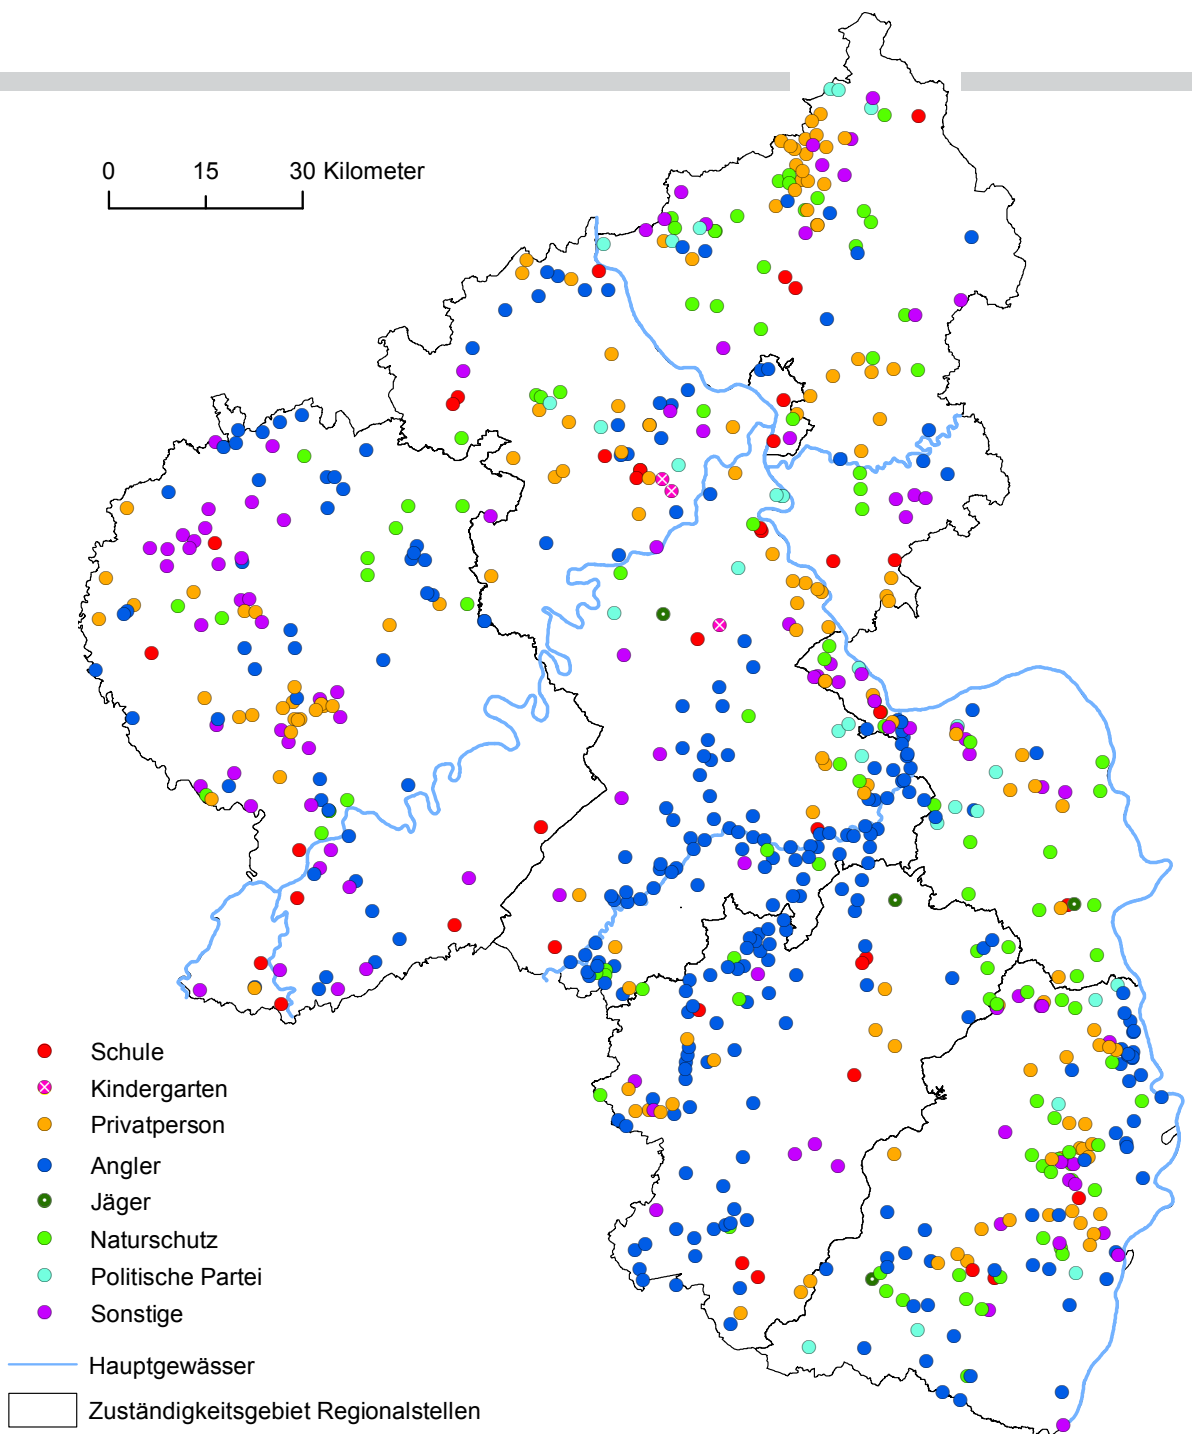 0 15 30 Kilometer
Schule
Kindergarten
Privatperson
Angler
Jäger
Naturschutz
Politische Partei
Sonstige
Hauptgewässer
Zuständigkeitsgebiet Regionalstellen